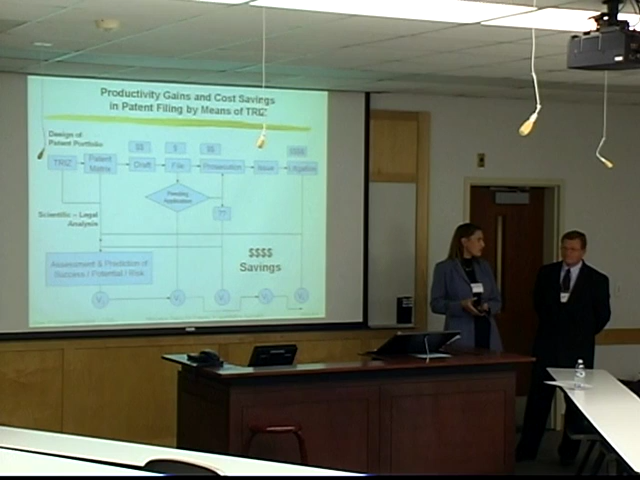 Productivity Gains and Cost Savings
in Patent Filing by Means of TRIZ
Design of
Patent Portfolio
$$ $ $$ $$$$
TRIZ Patent Matrix Draft File Prosecution Issue Litigation
Pending
Application
??
Scientific – Legal
Analysis
Assessment & Prediction of
Success / Potential / Risk
$$$$
Savings